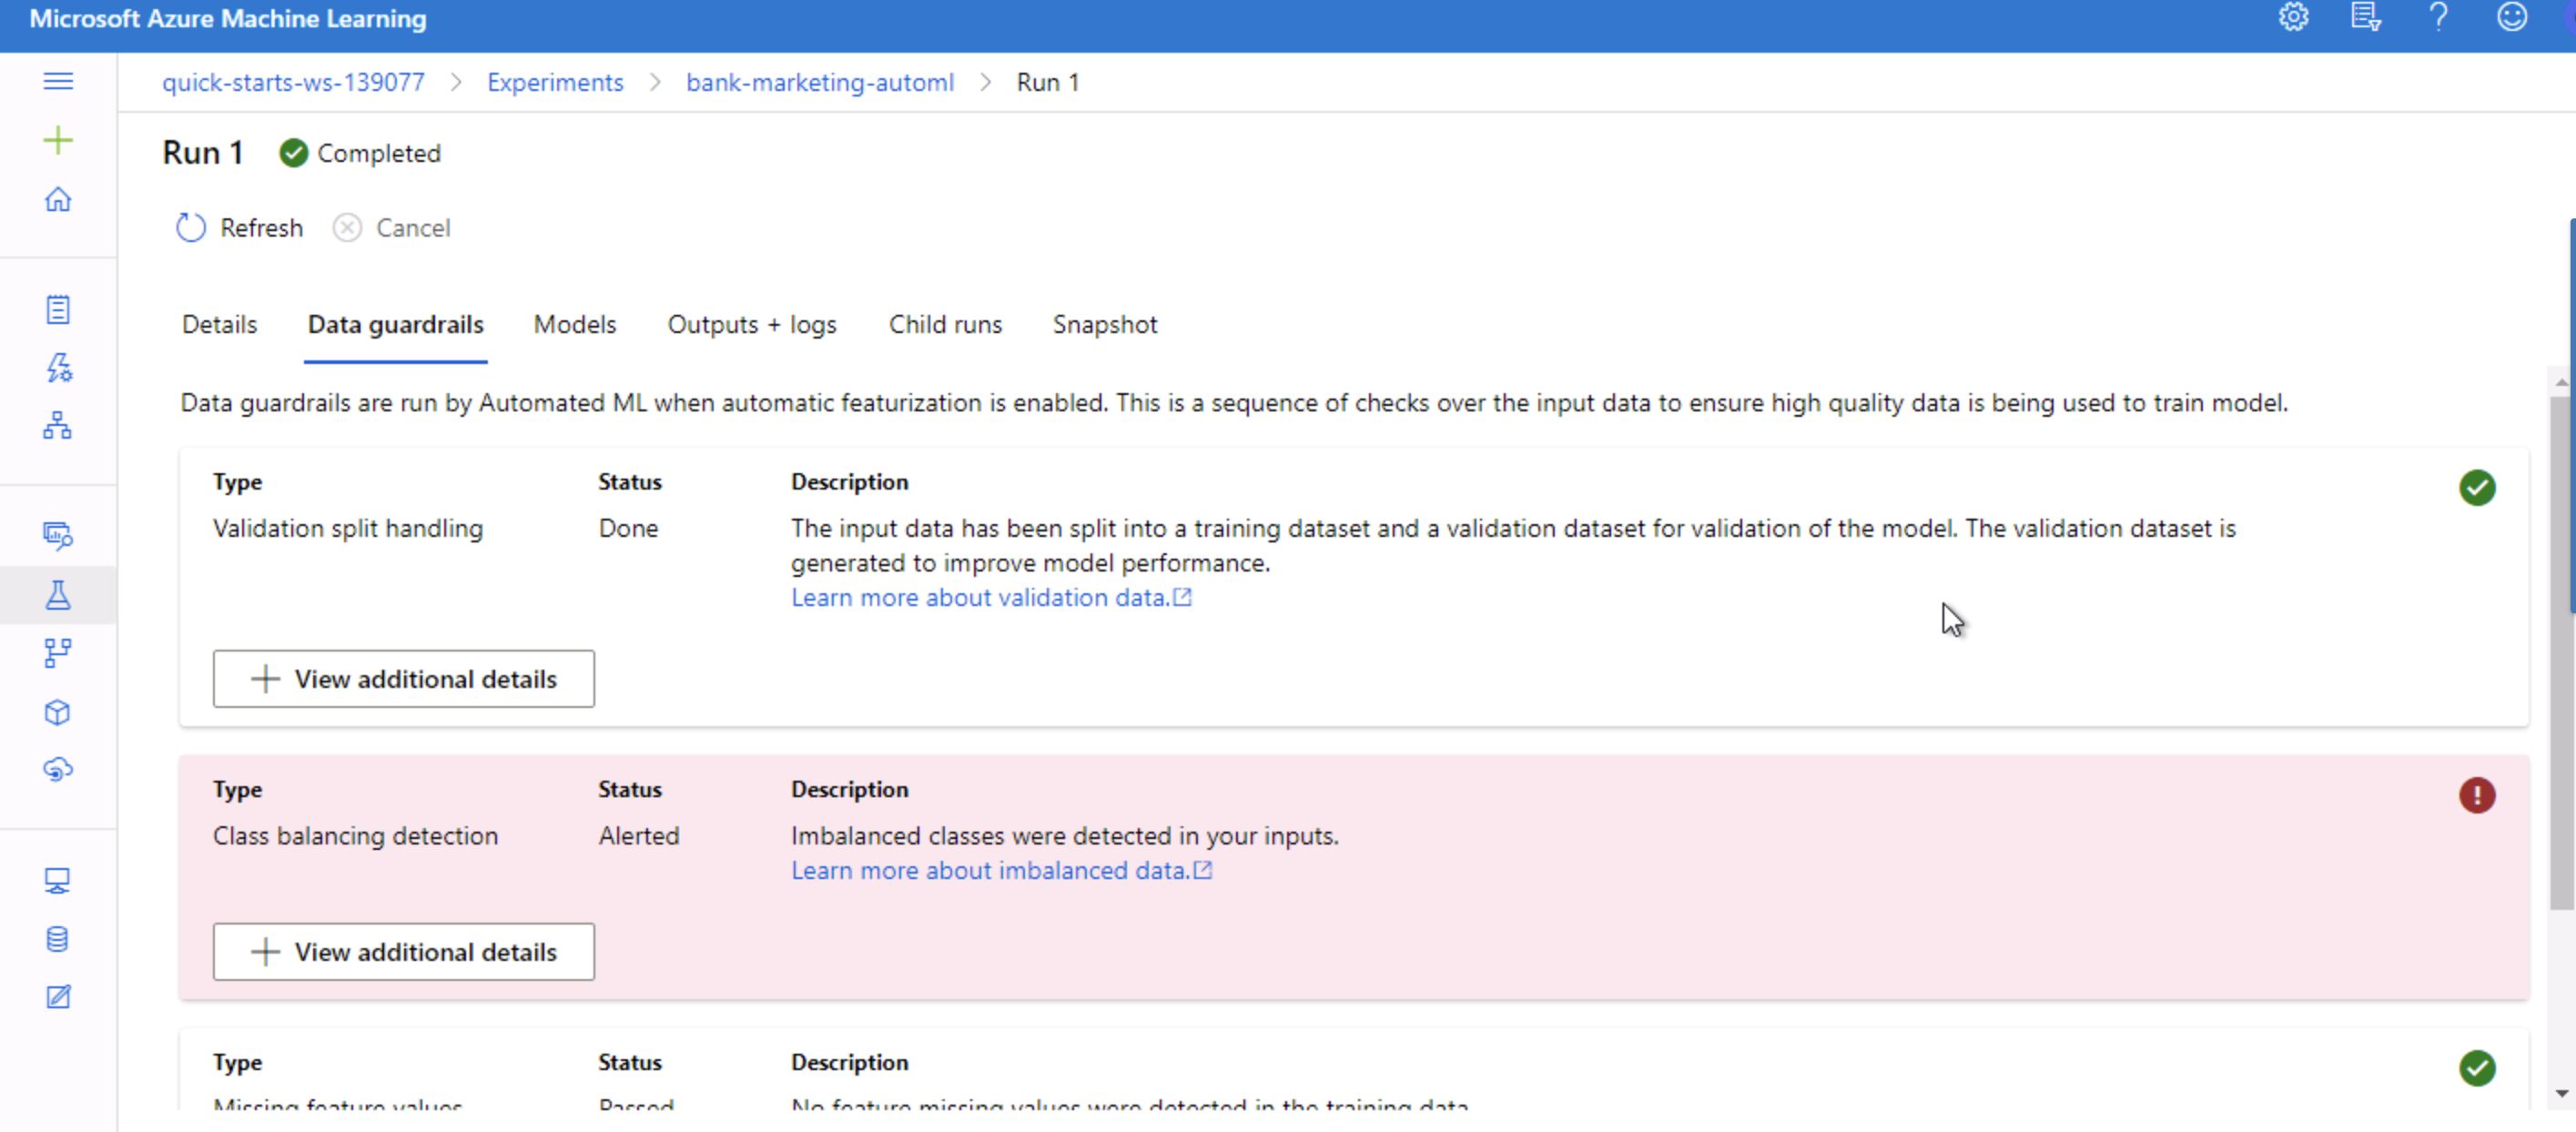 Microsoft Azure Machine Learning
quick-starts-ws-139077 > Experiments > bank-marketing-automl > Run 1
Run 1 Completed
Refresh Cancel
Details Data guardrails Models Outputs + logs Child runs Snapshot
Data guardrails are run by Automated ML when automatic featurization is enabled. This is a sequence of checks over the input data to ensure high quality data is being used to train model.
Type Status Description
Validation split handling Done The input data has been split into a training dataset and a validation dataset for validation of the model. The validation dataset is
generated to improve model performance.
Learn more about validation data.
+ View additional details
Type Status Description
Class balancing detection Alerted Imbalanced classes were detected in your inputs.
Learn more about imbalanced data.
+ View additional details
Type Status Description
Missing feature values Passed No feature missing values were detected in the training data